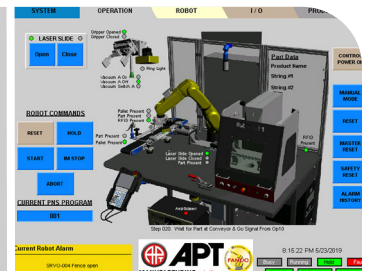 SYSTEM
OPERATION
ROBOT
I / O
LASER SLIDE
Open
Close
Gripper Opened
Gripper Closed
Ring Light
Vacuum A On
Vacuum A Off
Vacuum Switch A
Part Data
Product Name
String #1
String #2
CONTROL
POWER
MANUAL
MODE
RESET
MASTER
RESET
SAFETY
RESET
ALARM
HISTORY
ROBOT COMMANDS
RESET
HOLD
START
IM STOP
ABORT
CURRENT PNS PROGRAM
Pallet Present
Part Present
RFID Present
Part Present
Pallet Present
Laser Slide Opened
Laser Slide Closed
Part Present
RFID
Present
Step 020: Wait for Part at Conveyor & Go Signal From Op10
Current Robot Alarm
SRVO-004 Fence open
APT
FANUC
8:15:22 PM 5/23/2019
Busy
Running
Held